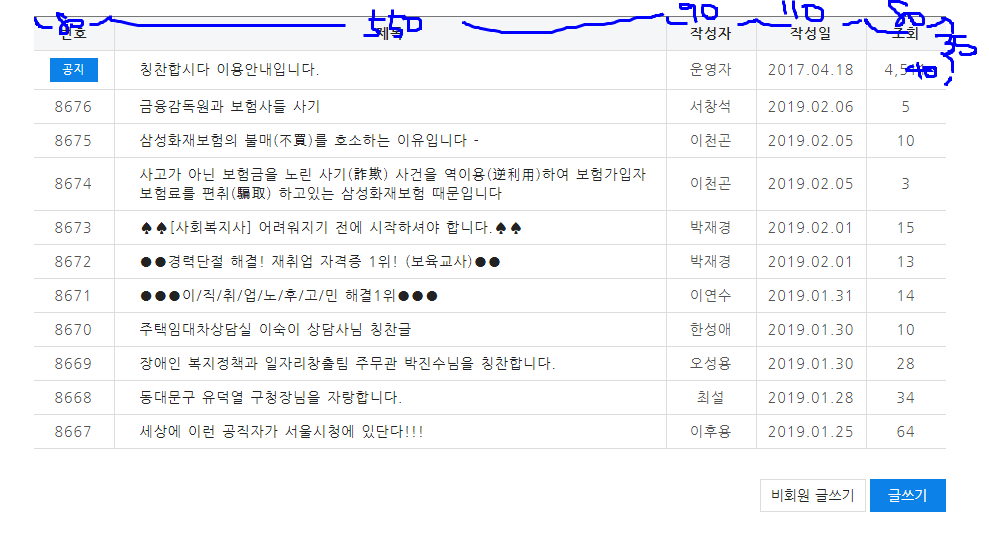 80 550 90 110 80
번호 제목 작성자 작성일 조회 35
공지 칭찬합시다 이용안내입니다. 운영자 2017.04.18 40
8676 금융감독원과 보험사들 사기 서창석 2019.02.06 5
8675 삼성화재보험의 불매(不買)를 호소하는 이유입니다 - 이천곤 2019.02.05 10
8674 사고가 아닌 보험금을 노린 사기(詐欺) 사건을 역이용(逆利用)하여 보험가입자 이천곤 2019.02.05 3
보험료를 편취(騙取) 하고있는 삼성화재보험 때문입니다
8673 ♠♠[사회복지사] 어려워지기 전에 시작하셔야 합니다.♠♠ 박재경 2019.02.01 15
8672 ●●경력단절 해결! 재취업 자격증 1위! (보육교사)●● 박재경 2019.02.01 13
8671 ●●●이/직/취/업/노/후/고/민 해결1위●●● 이연수 2019.01.31 14
8670 주택임대차상담실 이숙이 상담사님 칭찬글 한성애 2019.01.30 10
8669 장애인 복지정책과 일자리창출팀 주무관 박진수님을 칭찬합니다. 오성용 2019.01.30 28
8668 동대문구 유덕열 구청장님을 자랑합니다. 최설 2019.01.28 34
8667 세상에 이런 공직자가 서울시청에 있단다!!! 이후용 2019.01.25 64
비회원 글쓰기 글쓰기